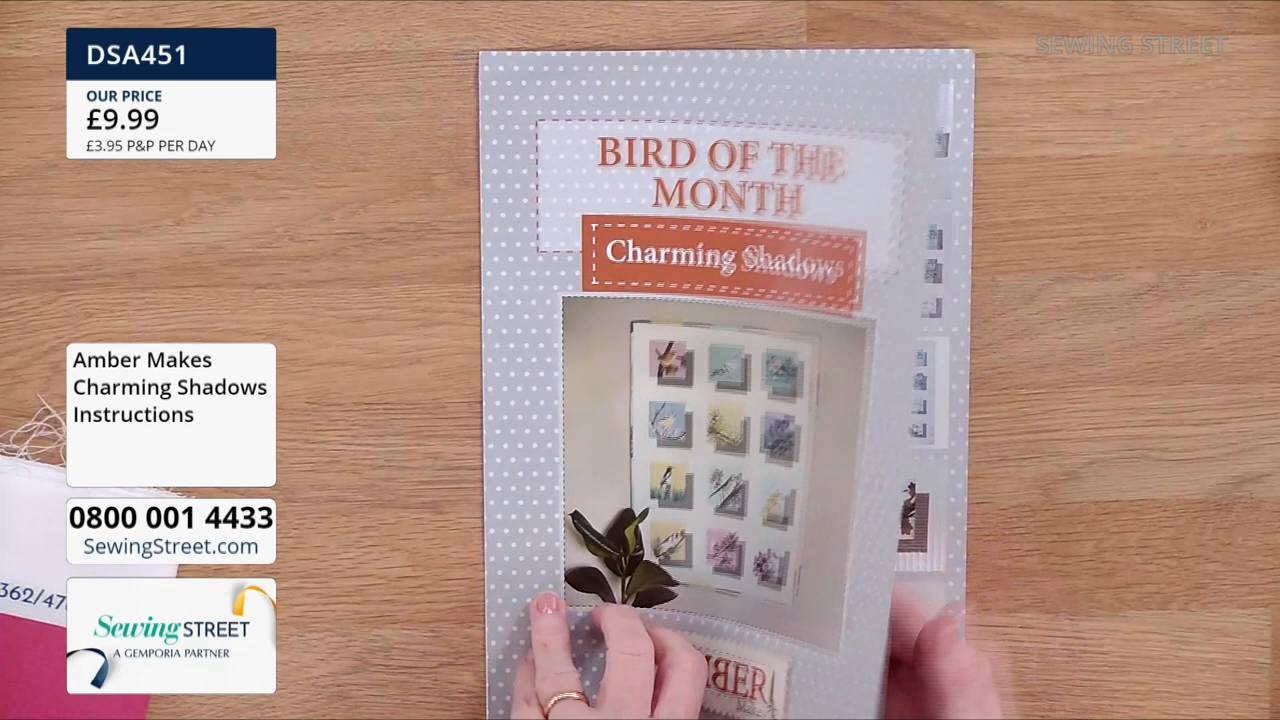 DSA451
OUR PRICE
£9.99
£3.95 P&P PER DAY
SEWING STREET
BIRD OF THE
MONTH
Charming Shadows
Amber Makes
Charming Shadows
Instructions
0800 001 4433
SewingStreet.com
Sewing STREET
A GEMPORIA PARTNER